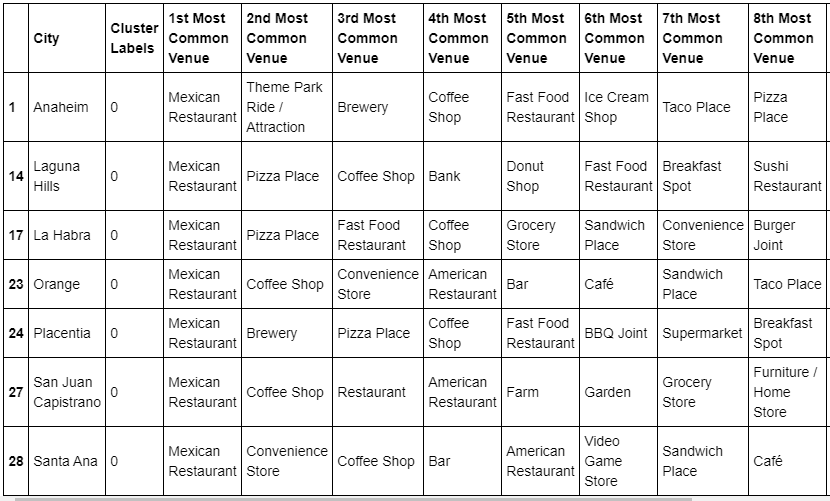 City Cluster Labels 1st Most Common Venue 2nd Most Common Venue 3rd Most Common Venue 4th Most Common Venue 5th Most Common Venue 6th Most Common Venue 7th Most Common Venue 8th Most Common Venue
1 Anaheim 0 Mexican Restaurant Theme Park Ride / Attraction Brewery Coffee Shop Fast Food Restaurant Ice Cream Shop Taco Place Pizza Place
14 Laguna Hills 0 Mexican Restaurant Pizza Place Coffee Shop Bank Donut Shop Fast Food Restaurant Breakfast Spot Sushi Restaurant
17 La Habra 0 Mexican Restaurant Pizza Place Fast Food Restaurant Coffee Shop Grocery Store Sandwich Place Convenience Store Burger Joint
23 Orange 0 Mexican Restaurant Coffee Shop Convenience Store American Restaurant Bar Café Sandwich Place Taco Place
24 Placentia 0 Mexican Restaurant Brewery Pizza Place Coffee Shop Fast Food Restaurant BBQ Joint Supermarket Breakfast Spot
27 San Juan Capistrano 0 Mexican Restaurant Coffee Shop Restaurant American Restaurant Farm Garden Grocery Store Furniture / Home Store
28 Santa Ana 0 Mexican Restaurant Convenience Store Coffee Shop Bar American Restaurant Video Game Store Sandwich Place Café